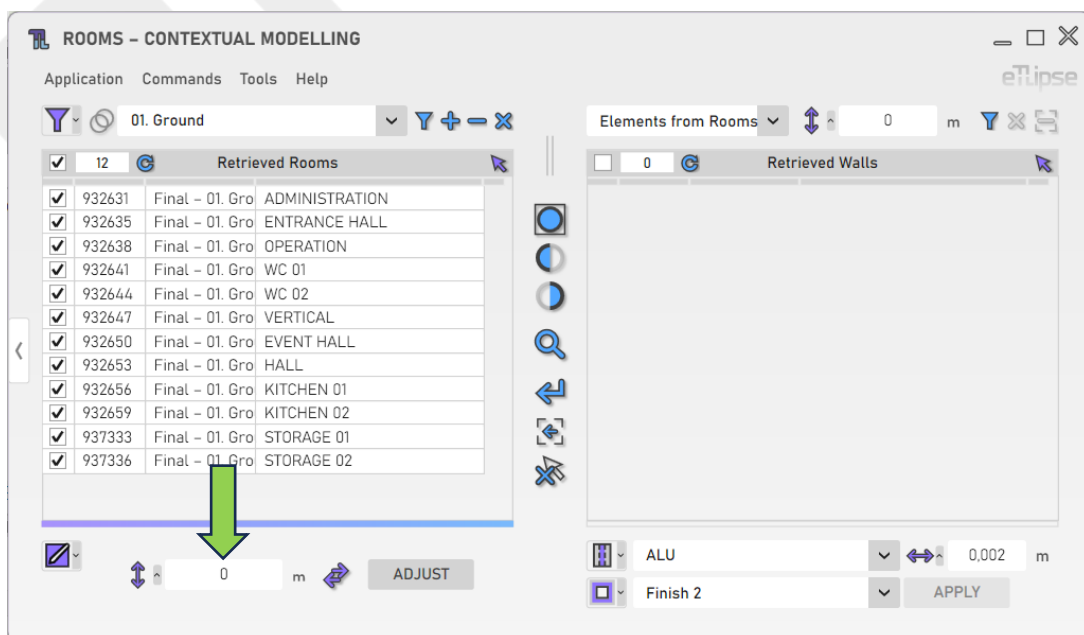 ROOMS – CONTEXTUAL MODELLING
Application Commands Tools Help
eTLipse
01. Ground
Elements from Rooms 0 m
12 Retrieved Rooms
0 Retrieved Walls
932631 Final – 01. Gro ADMINISTRATION
932635 Final – 01. Gro ENTRANCE HALL
932638 Final – 01. Gro OPERATION
932641 Final – 01. Gro WC 01
932644 Final – 01. Gro WC 02
932647 Final – 01. Gro VERTICAL
932650 Final – 01. Gro EVENT HALL
932653 Final – 01. Gro HALL
932656 Final – 01. Gro KITCHEN 01
932659 Final – 01. Gro KITCHEN 02
937333 Final – 01. Gro STORAGE 01
937336 Final – 01. Gro STORAGE 02
0 m ADJUST
ALU 0,002 m
Finish 2 APPLY